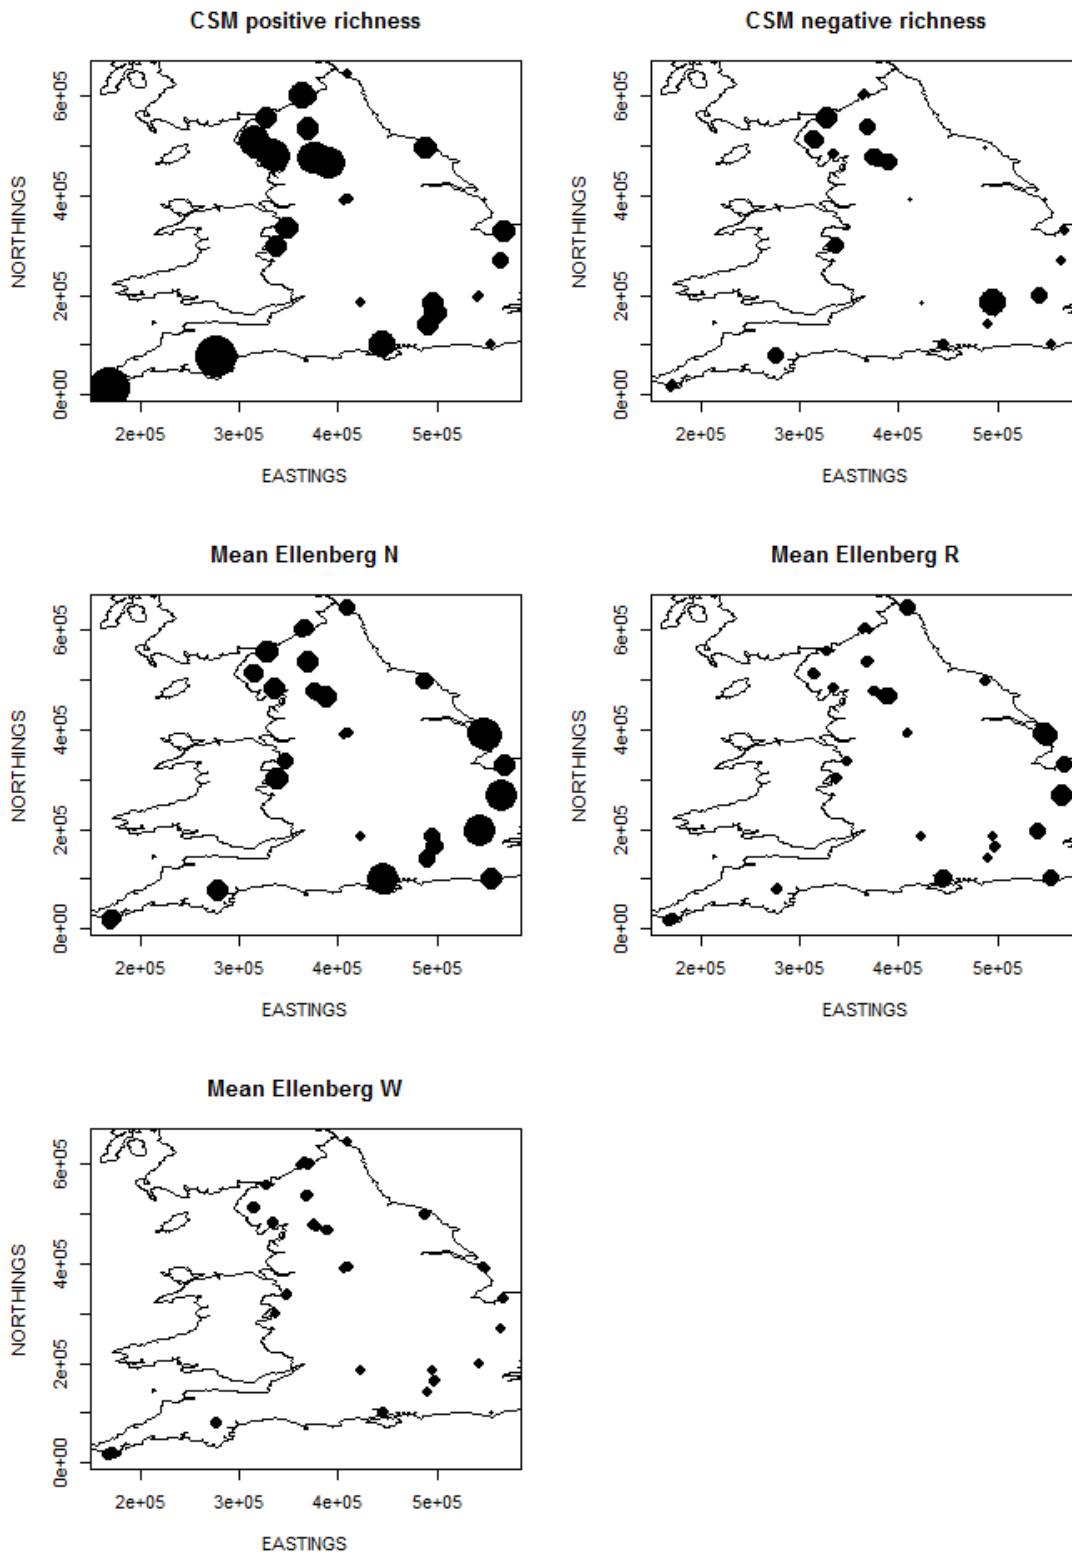 CSM positive richness
NORTHINGS
0e+00 2e+05 4e+05 6e+05
2e+05 3e+05 4e+05 5e+05
EASTINGS
CSM negative richness
NORTHINGS
0e+00 2e+05 4e+05 6e+05
2e+05 3e+05 4e+05 5e+05
EASTINGS
Mean Ellenberg N
NORTHINGS
0e+00 2e+05 4e+05 6e+05
2e+05 3e+05 4e+05 5e+05
EASTINGS
Mean Ellenberg R
NORTHINGS
0e+00 2e+05 4e+05 6e+05
2e+05 3e+05 4e+05 5e+05
EASTINGS
Mean Ellenberg W
NORTHINGS
0e+00 2e+05 4e+05 6e+05
2e+05 3e+05 4e+05 5e+05
EASTINGS